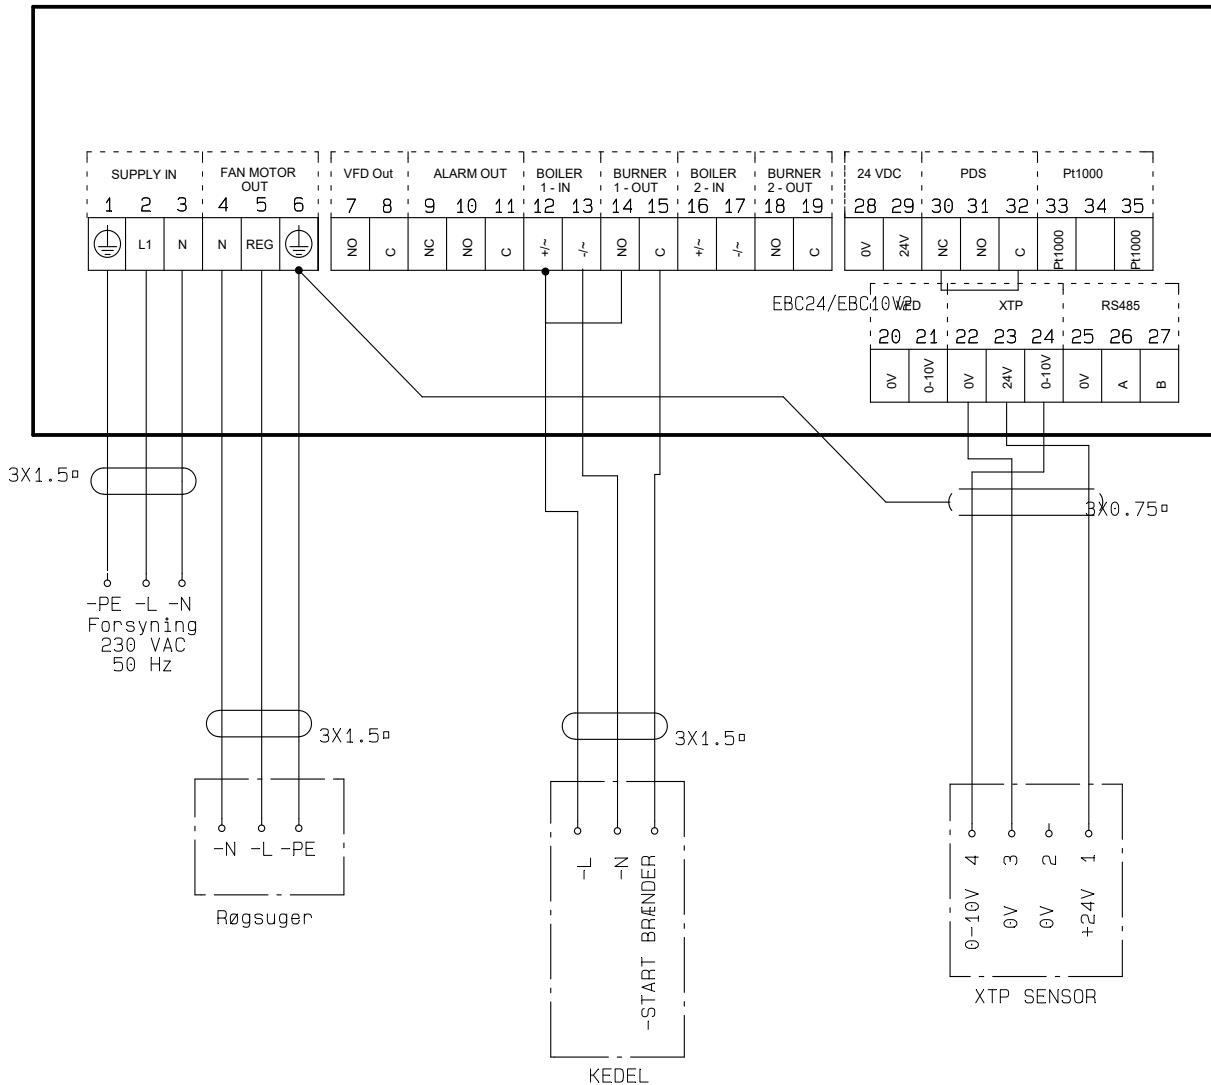 SUPPLY IN FAN MOTOR OUT VFD Out ALARM OUT BOILER 1 - IN BURNER 1 - OUT BOILER 2 - IN BURNER 2 - OUT 24 VDC PDS Pt1000
1 2 3 4 5 6 7 8 9 10 11 12 13 14 15 16 17 18 19 28 29 30 31 32 33 34 35
L1 N N REG NO C NC NO C +/~ -/~ NO C +/~ -/~ NO C 0V 24V NC NO C Pt1000 Pt1000
EBC24/EBC10V2
VFD XTP RS485
20 21 22 23 24 25 26 27
0V 0-10V 0V 24V 0-10V 0V A B
3X1.5¤
3X0.75¤
-PE -L -N
Forsyning
230 VAC
50 Hz
3X1.5¤
3X1.5¤
-N -L -PE
Røgsuger
-L
-N
-START BRÆNDER
KEDEL
4 3 2 1
0-10V 0V 0V +24V
XTP SENSOR